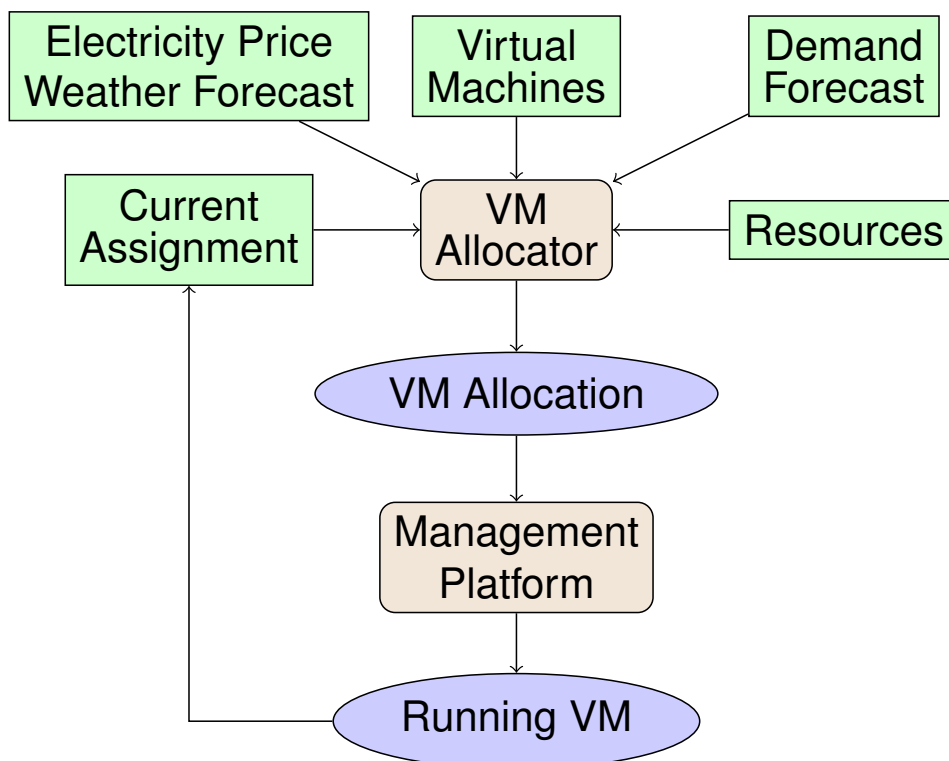 Electricity Price
Weather Forecast
Virtual
Machines
Demand
Forecast
Current
Assignment
VM
Allocator
Resources
VM Allocation
Management
Platform
Running VM